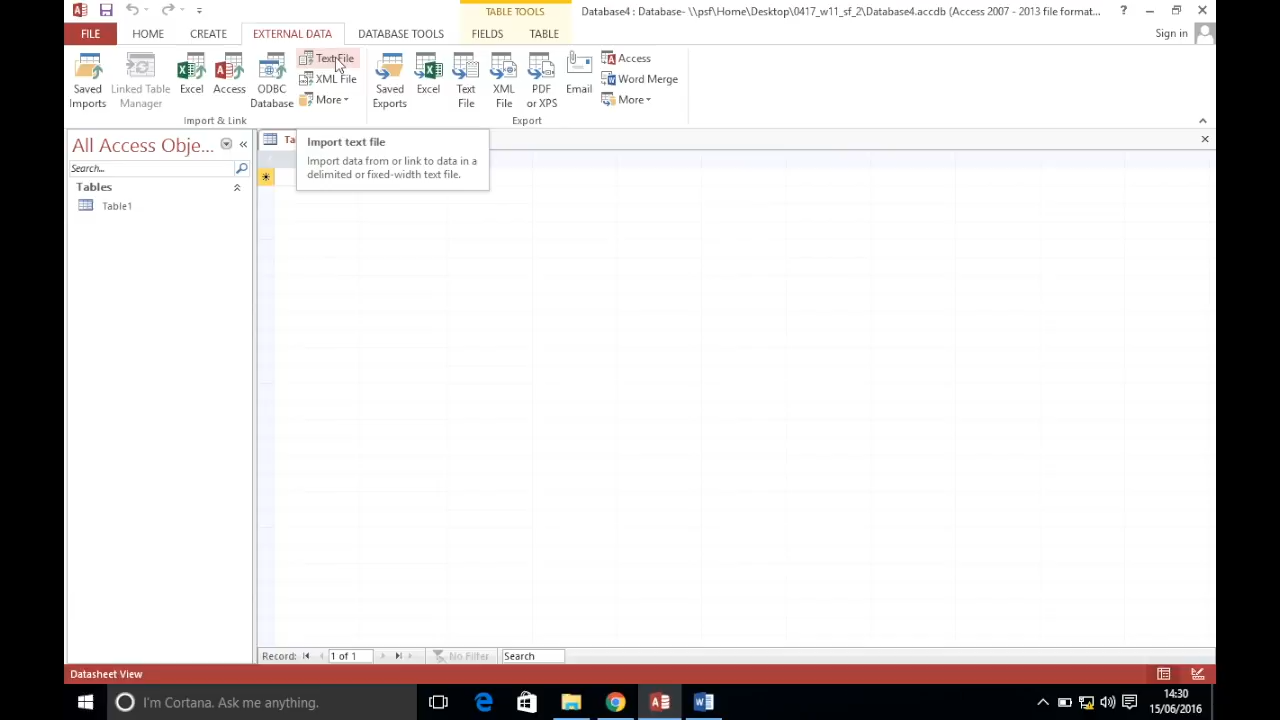 TABLE TOOLS
Database4 : Database- \\psf\Home\Desktop\0417_w11_sf_2\Database4.accdb (Access 2007 - 2013 file format...
FILE HOME CREATE EXTERNAL DATA DATABASE TOOLS FIELDS TABLE Sign in
Saved Imports
Linked Table Manager
Excel
Access
ODBC Database
Text File
XML File
More
Import & Link
Saved Exports
Excel
Text File
XML File
PDF or XPS
Email
Access
Word Merge
More
Export
All Access Obje...
Search...
Tables
Table1
Import text file
Import data from or link to data in a
delimited or fixed-width text file.
Record: 1 of 1 No Filter Search
Datasheet View
I'm Cortana. Ask me anything.
14:30
15/06/2016